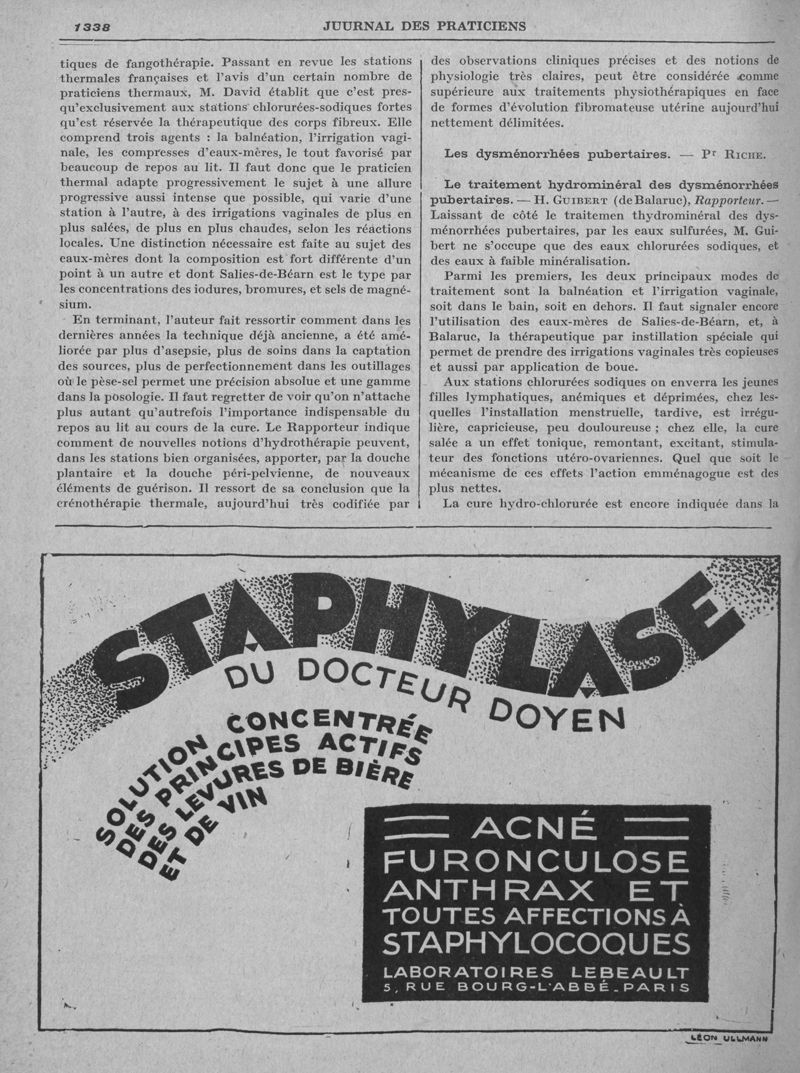 1338
JOURNAL DES PRATICIENS
tiques de fangothérapie. Passant en revue les stations
thermales françaises et l'avis d'un certain nombre de
praticiens thermaux, M. David établit que c'est pres-
qu'exclusivement aux stations chlorurées-sodiques fortes
qu'est réservée la thérapeutique des corps fibreux. Elle
comprend trois agents : la balnéation, l'irrigation vagi-
nale, les compresses d'eaux-mères, le tout favorisé par
beaucoup de repos au lit. Il faut donc que le praticien
thermal adapte progressivement le sujet à une allure
progressive aussi intense que possible, qui varie d'une
station à l'autre, à des irrigations vaginales de plus en
plus salées, de plus en plus chaudes, selon les réactions
locales. Une distinction nécessaire est faite au sujet des
eaux-mères dont la composition est fort différente d'un
point à un autre et dont Salies-de-Béarn est le type par
les concentrations des iodures, bromures, et sels de magné-
sium.
En terminant, l'auteur fait ressortir comment dans les
dernières années la technique déjà ancienne, a été amé-
liorée par plus d'asepsie, plus de soins dans la captation
des sources, plus de perfectionnement dans les outillages
où le pèse-sel permet une précision absolue et une gamme
dans la posologie. Il faut regretter de voir qu'on n'attache
plus autant qu'autrefois l'importance indispensable du
repos au lit au cours de la cure. Le Rapporteur indique
comment de nouvelles notions d'hydrothérapie peuvent,
dans les stations bien organisées, apporter, par la douche
plantaire et la douche péri-pelvienne, de nouveaux
éléments de guérison. Il ressort de sa conclusion que la
crénothérapie thermale, aujourd'hui très codifiée par
des observations cliniques précises et des notions de
physiologie très claires, peut être considérée comme
supérieure aux traitements physiothérapiques en face
de formes d'évolution fibromateuse utérine aujourd'hui
nettement délimitées.
Les dysménorrhées pubertaires. — Pr RICHE.
Le traitement hydrominéral des dysménorrhées
pubertaires. — H. GUIBERT (de Balaruc), Rapporteur. —
Laissant de côté le traitemen thydrominéral des dys-
ménorrhées pubertaires, par les eaux sulfurées, M. Gui-
bert ne s'occupe que des eaux chlorurées sodiques, et
des eaux à faible minéralisation.
Parmi les premiers, les deux principaux modes de
traitement sont la balnéation et l'irrigation vaginale,
soit dans le bain, soit en dehors. Il faut signaler encore
l'utilisation des eaux-mères de Salies-de-Béarn, et, à
Balaruc, la thérapeutique par instillation spéciale qui
permet de prendre des irrigations vaginales très copieuses
et aussi par application de boue.
Aux stations chlorurées sodiques on enverra les jeunes
filles lymphatiques, anémiques et déprimées, chez les-
quelles l'installation menstruelle, tardive, est irrégu-
lière, capricieuse, peu douloureuse ; chez elle, la cure
salée a un effet tonique, remontant, excitant, stimula-
teur des fonctions utéro-ovariennes. Quel que soit le
mécanisme de ces effets l'action emménagogue est des
plus nettes.
La cure hydro-chlorurée est encore indiquée dans la
STAPHYLASE
DU DOCTEUR DOYEN
SOLUTION CONCENTRÉE
DES PRINCIPES ACTIFS
DES LEVURES DE BIÈRE
ET DE VIN
ACNÉ
FURONCULOSE
ANTHRAX ET
TOUTES AFFECTIONS À
STAPHYLOCOQUES
LABORATOIRES LEBEAULT
5, RUE BOURG-L'ABBÉ-PARIS
LÉON ULLMANN